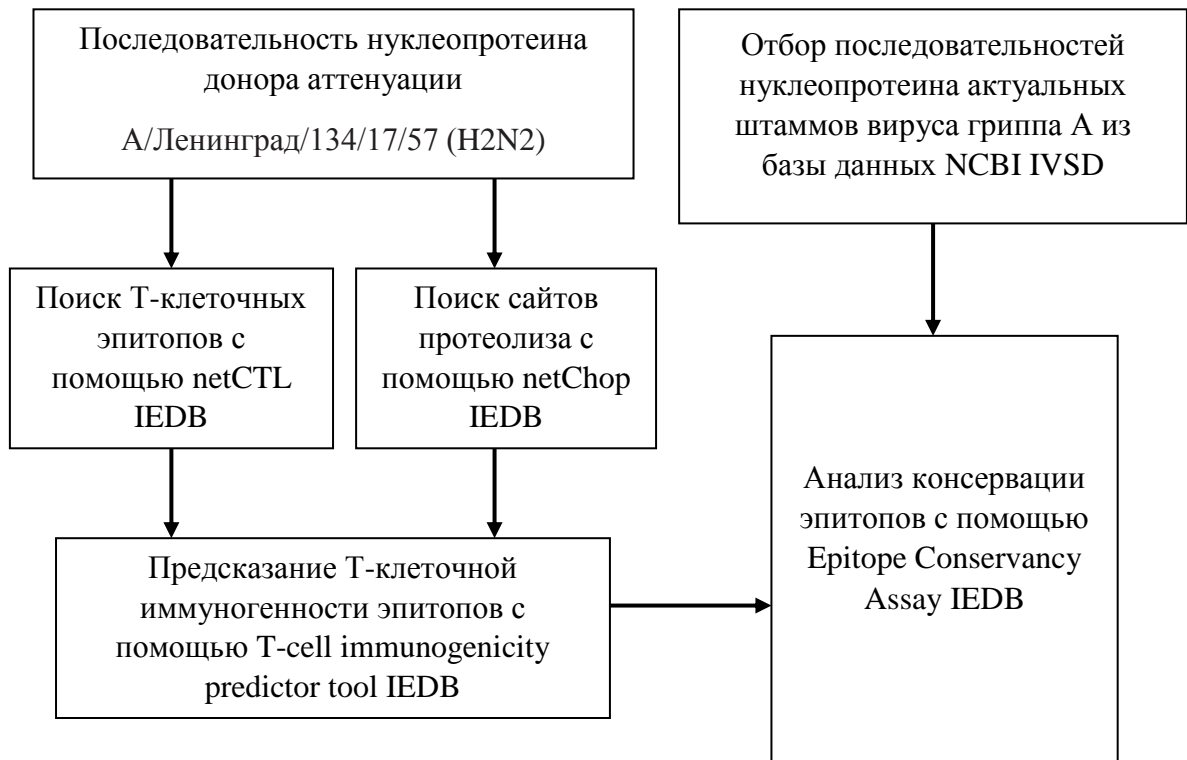 Последовательность нуклеопротеина
донора аттенуации
А/Ленинград/134/17/57 (H2N2)
Отбор последовательностей
нуклеопротеина актуальных
штаммов вируса гриппа А из
базы данных NCBI IVSD
Поиск Т-клеточных
эпитопов с
помощью netCTL
IEDB
Поиск сайтов
протеолиза с
помощью netChop
IEDB
Предсказание Т-клеточной
иммуногенности эпитопов с
помощью T-cell immunogenicity
predictor tool IEDB
Анализ консервации
эпитопов с помощью
Epitope Conservancy
Assay IEDB